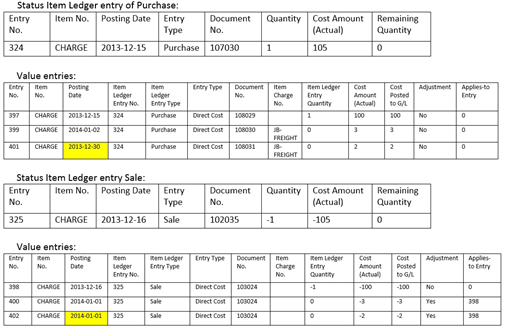 Status Item Ledger entry of Purchase:
Entry No. Item No. Posting Date Entry Type Document No. Quantity Cost Amount (Actual) Remaining Quantity
324 CHARGE 2013-12-15 Purchase 107030 1 105 0
Value entries:
Entry No. Item No. Posting Date Item Ledger Entry No. Item Ledger Entry Type Entry Type Document No. Item Charge No. Item Ledger Entry Quantity Cost Amount (Actual) Cost Posted to G/L Adjustment Applies-to Entry
397 CHARGE 2013-12-15 324 Purchase Direct Cost 108029 1 100 100 No 0
399 CHARGE 2014-01-02 324 Purchase Direct Cost 108030 JB-FREIGHT 0 3 3 No 0
401 CHARGE 2013-12-30 324 Purchase Direct Cost 108031 JB-FREIGHT 0 2 2 No 0
Status Item Ledger entry Sale:
Entry No. Item No. Posting Date Entry Type Document No. Quantity Cost Amount (Actual) Remaining Quantity
325 CHARGE 2013-12-16 Sale 102035 -1 -105 0
Value entries:
Entry No. Item No. Posting Date Item Ledger Entry No. Item Ledger Entry Type Entry Type Document No. Item Charge No. Item Ledger Entry Quantity Cost Amount (Actual) Cost Posted to G/L Adjustment Applies-to Entry
398 CHARGE 2013-12-16 325 Sale Direct Cost 103024 -1 -100 -100 No 0
400 CHARGE 2014-01-01 325 Sale Direct Cost 103024 0 -3 -3 Yes 398
402 CHARGE 2014-01-01 325 Sale Direct Cost 103024 0 -2 -2 Yes 398